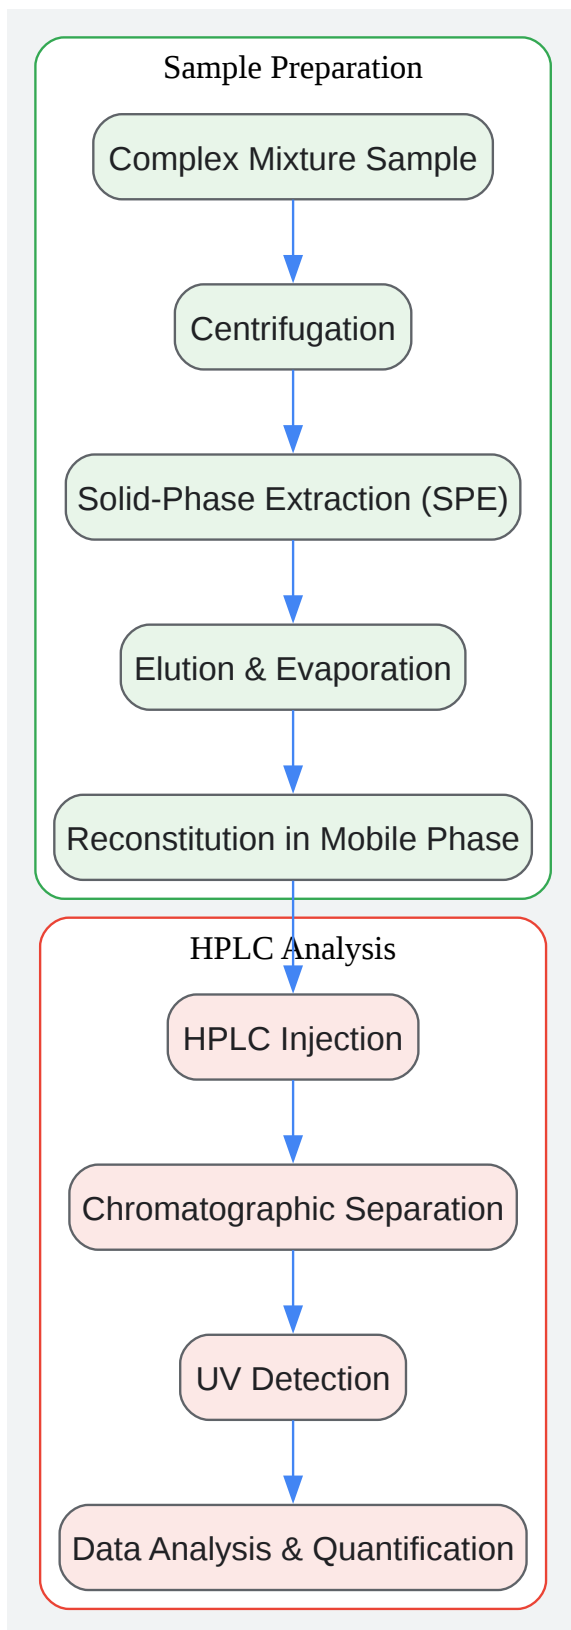 Sample Preparation
Complex Mixture Sample
Centrifugation
Solid-Phase Extraction (SPE)
Elution & Evaporation
Reconstitution in Mobile Phase
HPLC Analysis
HPLC Injection
Chromatographic Separation
UV Detection
Data Analysis & Quantification